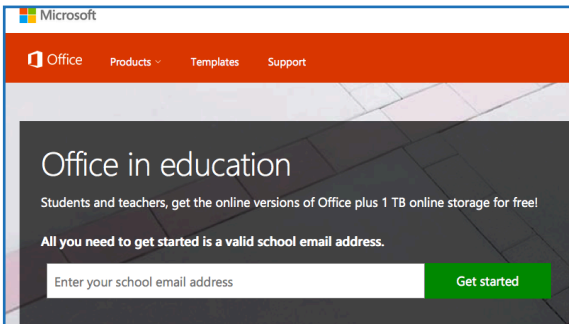 Microsoft
Office Products Templates Support
Office in education
Students and teachers, get the online versions of Office plus 1 TB online storage for free!
All you need to get started is a valid school email address.
Enter your school email address Get started